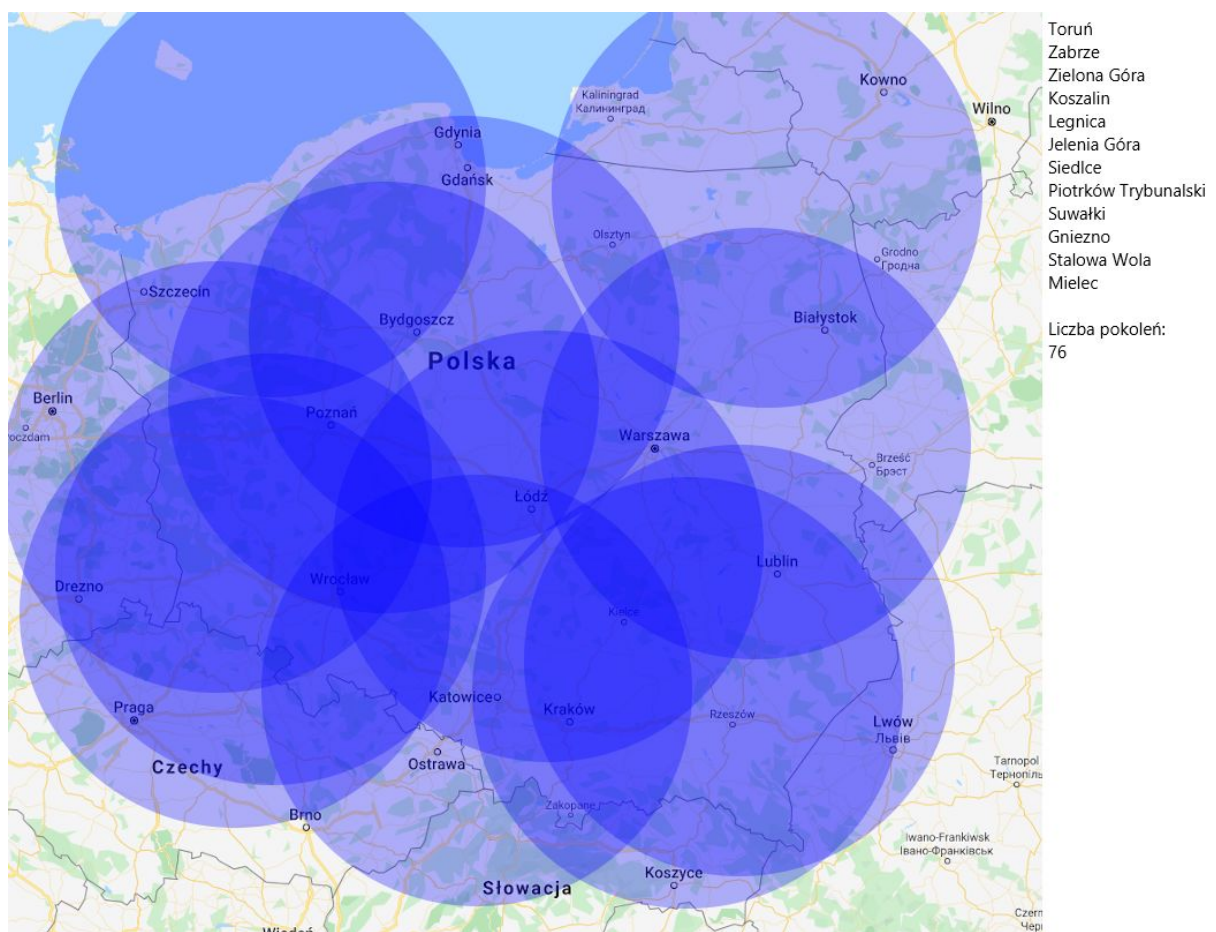 Kowno
Kaliningrad
Калининград
Wilno
Gdynia
Gdańsk
Olsztyn
Grodno
Гродна
Szczecin
Bydgoszcz
Białystok
Polska
Berlin
oczdam
Poznań
Warszawa
Brześć
Брэст
Łódź
Drezno
Wrocław
Lublin
Kielce
Katowice
Praga
Kraków
Rzeszów
Lwów
Львів
Ostrawa
Czechy
Tarnopol
Тернопіль
Zakopane
Brno
Iwano-Frankiwsk
Івано-Франківськ
Koszyce
Słowacja
Toruń
Zabrze
Zielona Góra
Koszalin
Legnica
Jelenia Góra
Siedlce
Piotrków Trybunalski
Suwałki
Gniezno
Stalowa Wola
Mielec
Liczba pokoleń:
76